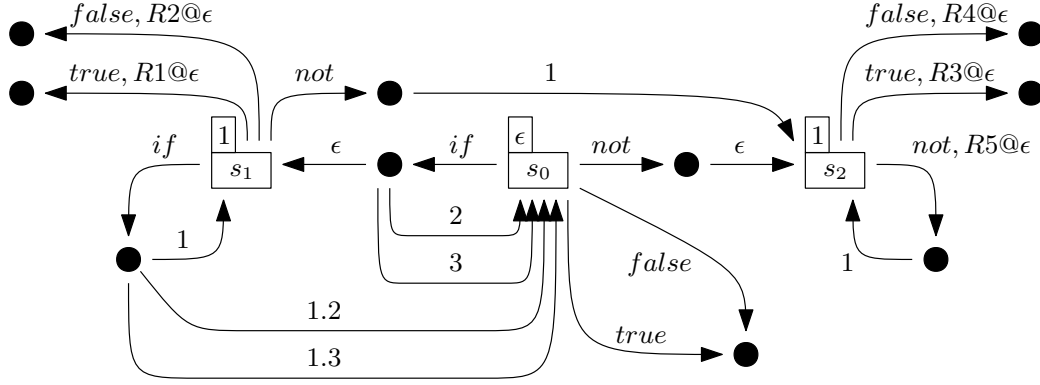 false, R2@ϵ
false, R4@ϵ
true, R1@ϵ
not
1
true, R3@ϵ
1
ϵ
1
if
ϵ
if
not
ϵ
not, R5@ϵ
s₁
s₀
s₂
2
1
3
false
1
1.2
true
1.3